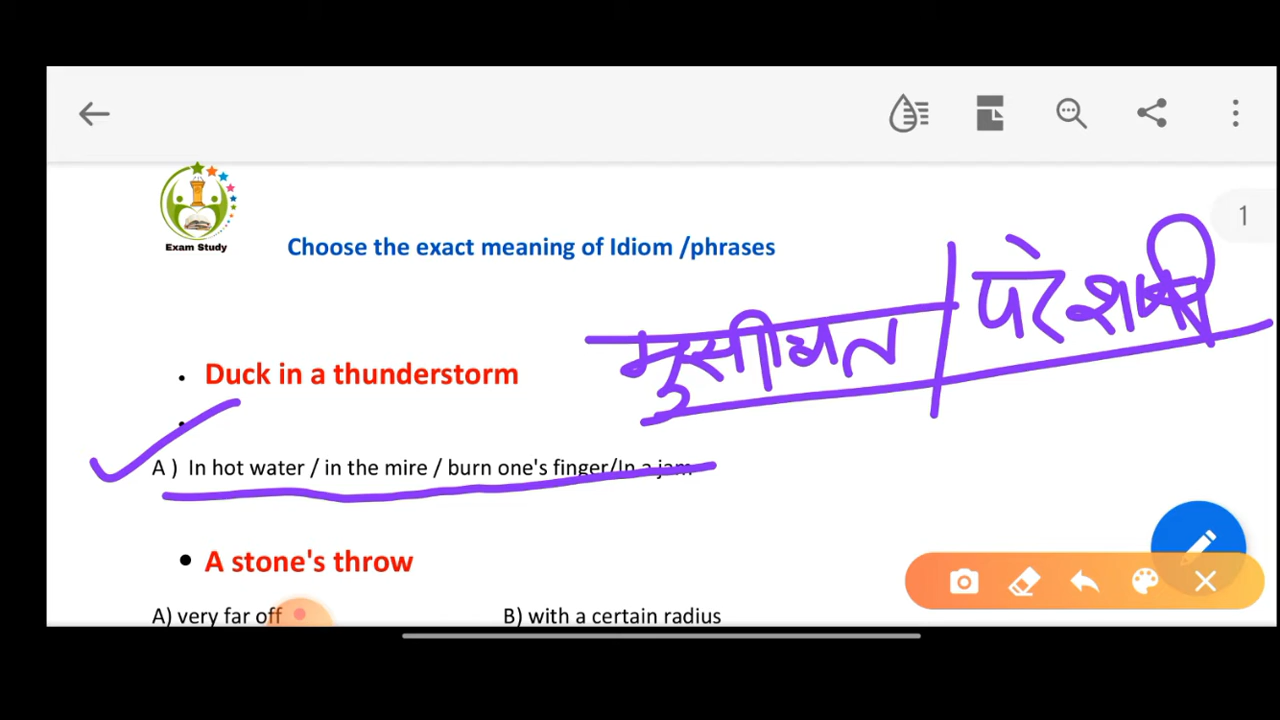 1
Exam Study
Choose the exact meaning of Idiom /phrases
मुसीबत | परेशानी
• Duck in a thunderstorm
•
A ) In hot water / in the mire / burn one's finger/In a jam
• A stone's throw
A) very far off B) with a certain radius